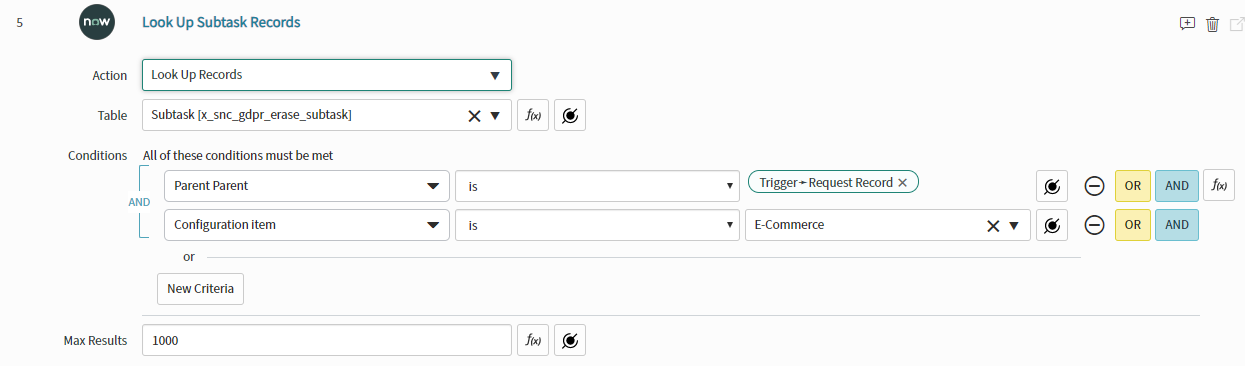 5 now Look Up Subtask Records
Action Look Up Records
Table Subtask [x_snc_gdpr_erase_subtask] f(x)
Conditions All of these conditions must be met
Parent Parent is Trigger➛Request Record OR AND f(x)
AND
Configuration item is E-Commerce OR AND
or
New Criteria
Max Results 1000 f(x)